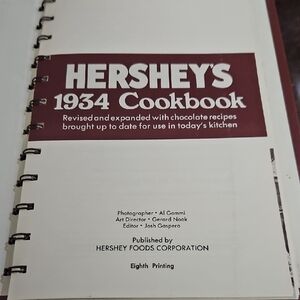 HERSHEY'S
1934 Cookbook
Revised and expanded with chocolate recipes
brought up to date for use in today's kitchen
Photographer • Al Gommi
Art Director • Gerard Nook
Editor • Josh Gaspero
Published by
HERSHEY FOODS CORPORATION
Eighth Printing